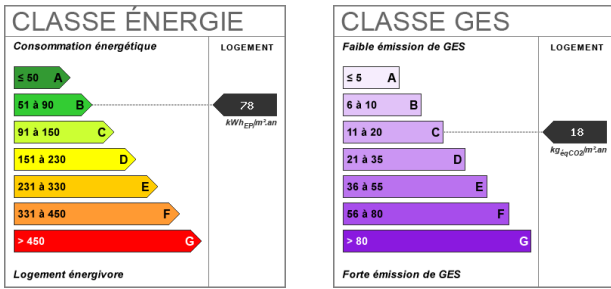 CLASSE ÉNERGIE
Consommation énergétique
LOGEMENT
≤ 50 A
51 à 90 B
78
kWhEP/m².an
91 à 150 C
151 à 230 D
231 à 330 E
331 à 450 F
> 450 G
Logement énergivore
CLASSE GES
Faible émission de GES
LOGEMENT
≤ 5 A
6 à 10 B
11 à 20 C
18
kgéqCO2/m².an
21 à 35 D
36 à 55 E
56 à 80 F
> 80 G
Forte émission de GES